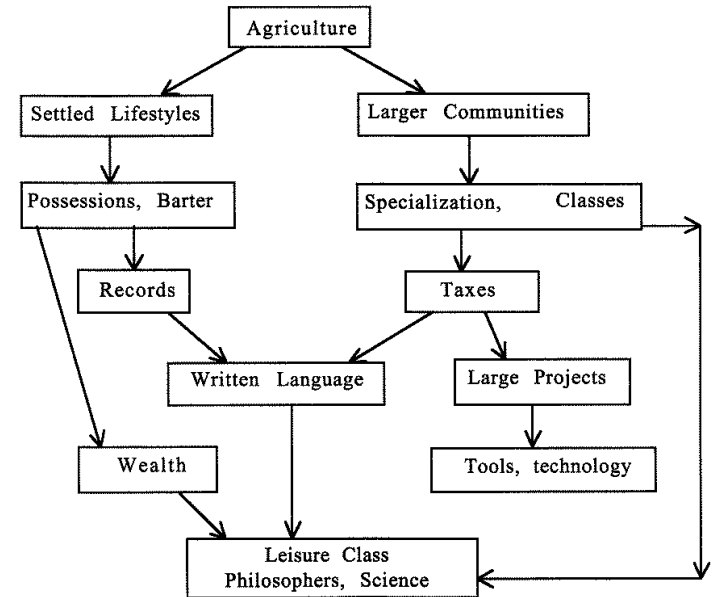 Agriculture
Settled Lifestyles
Larger Communities
Possessions, Barter
Specialization, Classes
Records
Taxes
Written Language
Large Projects
Wealth
Tools, technology
Leisure Class
Philosophers, Science